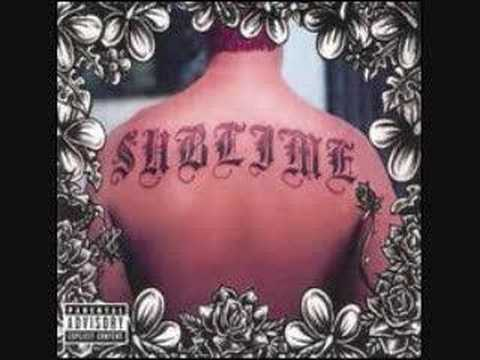 SUBLIME
PARENTAL
ADVISORY
EXPLICIT CONTENT